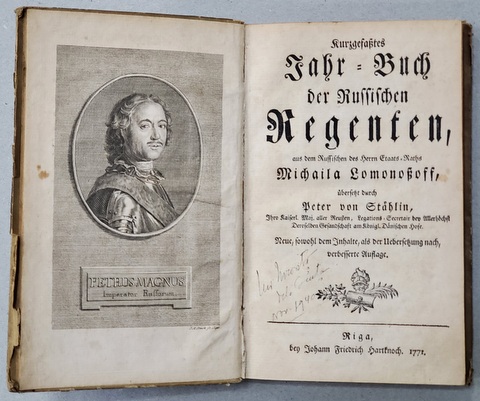 PETRUS MAGNUS
Imperator Russorum.
Kurzgefaßtes
Jahr-Buch
der Russischen
Regenten,
aus dem Russischen des Herrn Staats-Raths
Michaila Lomonoßoff,
übersetzt durch
Peter von Stählin,
Ihro Kaiserl. Maj. aller Reußen, Legations-Secretair bey Allerhöchst
Deroselben Gesandschaft am Königl. Dänischen Hofe.
Neue, sowohl dem Inhalte, als der Uebersetzung nach,
verbesserte Auflage.
Riga,
bey Johann Friedrich Hartknoch. 1771.